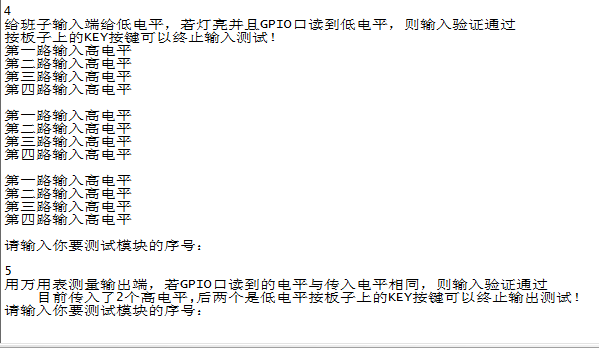 4
给班子输入端给低电平，若灯亮并且GPIO口读到低电平，则输入验证通过
按板子上的KEY按键可以终止输入测试！
第一路输入高电平
第二路输入高电平
第三路输入高电平
第四路输入高电平
第一路输入高电平
第二路输入高电平
第三路输入高电平
第四路输入高电平
第一路输入高电平
第二路输入高电平
第三路输入高电平
第四路输入高电平
请输入你要测试模块的序号：
5
用万用表测量输出端，若GPIO口读到的电平与传入电平相同，则输入验证通过
目前传入了2个高电平,后两个是低电平按板子上的KEY按键可以终止输出测试！
请输入你要测试模块的序号：